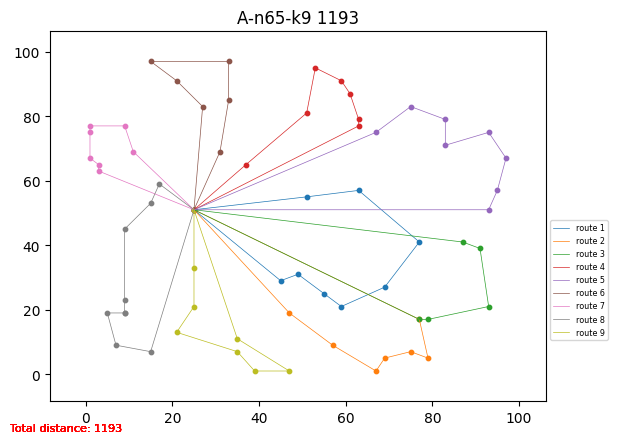 A-n65-k9 1193
100
80
60
40
20
0
0 20 40 60 80 100
route 1
route 2
route 3
route 4
route 5
route 6
route 7
route 8
route 9
Total distance: 1193